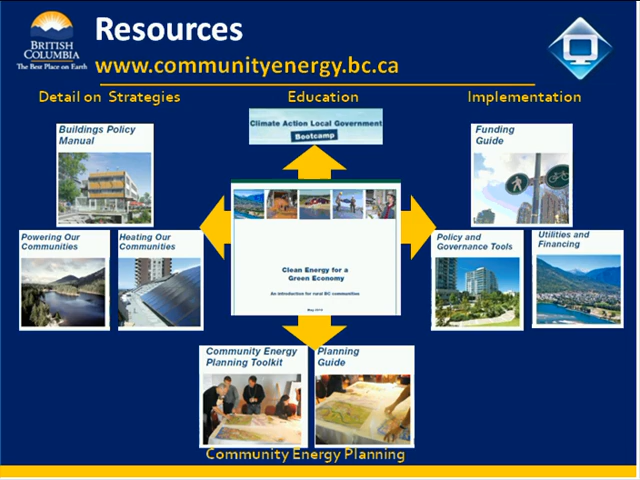 BRITISH
COLUMBIA
The Best Place on Earth
Resources
www.communityenergy.bc.ca
Detail on Strategies
Education
Implementation
Buildings Policy
Manual
Climate Action Local Government
Bootcamp
Funding
Guide
Powering Our
Communities
Heating Our
Communities
Clean Energy for a
Green Economy
An introduction for rural BC communities
May 2010
Policy and
Governance Tools
Utilities and
Financing
Community Energy
Planning Toolkit
Planning
Guide
Community Energy Planning